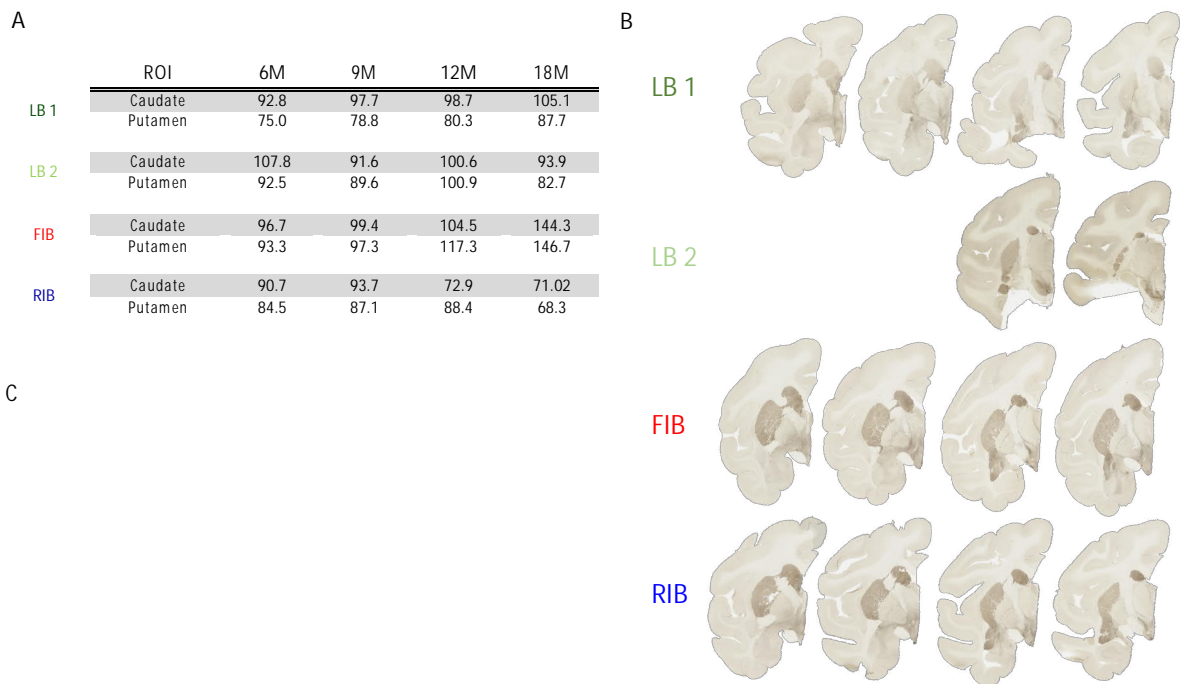 A
ROI 6M 9M 12M 18M
LB 1
Caudate 92.8 97.7 98.7 105.1
Putamen 75.0 78.8 80.3 87.7
LB 2
Caudate 107.8 91.6 100.6 93.9
Putamen 92.5 89.6 100.9 82.7
FIB
Caudate 96.7 99.4 104.5 144.3
Putamen 93.3 97.3 117.3 146.7
RIB
Caudate 90.7 93.7 72.9 71.02
Putamen 84.5 87.1 88.4 68.3
C
B
LB 1
LB 2
FIB
RIB